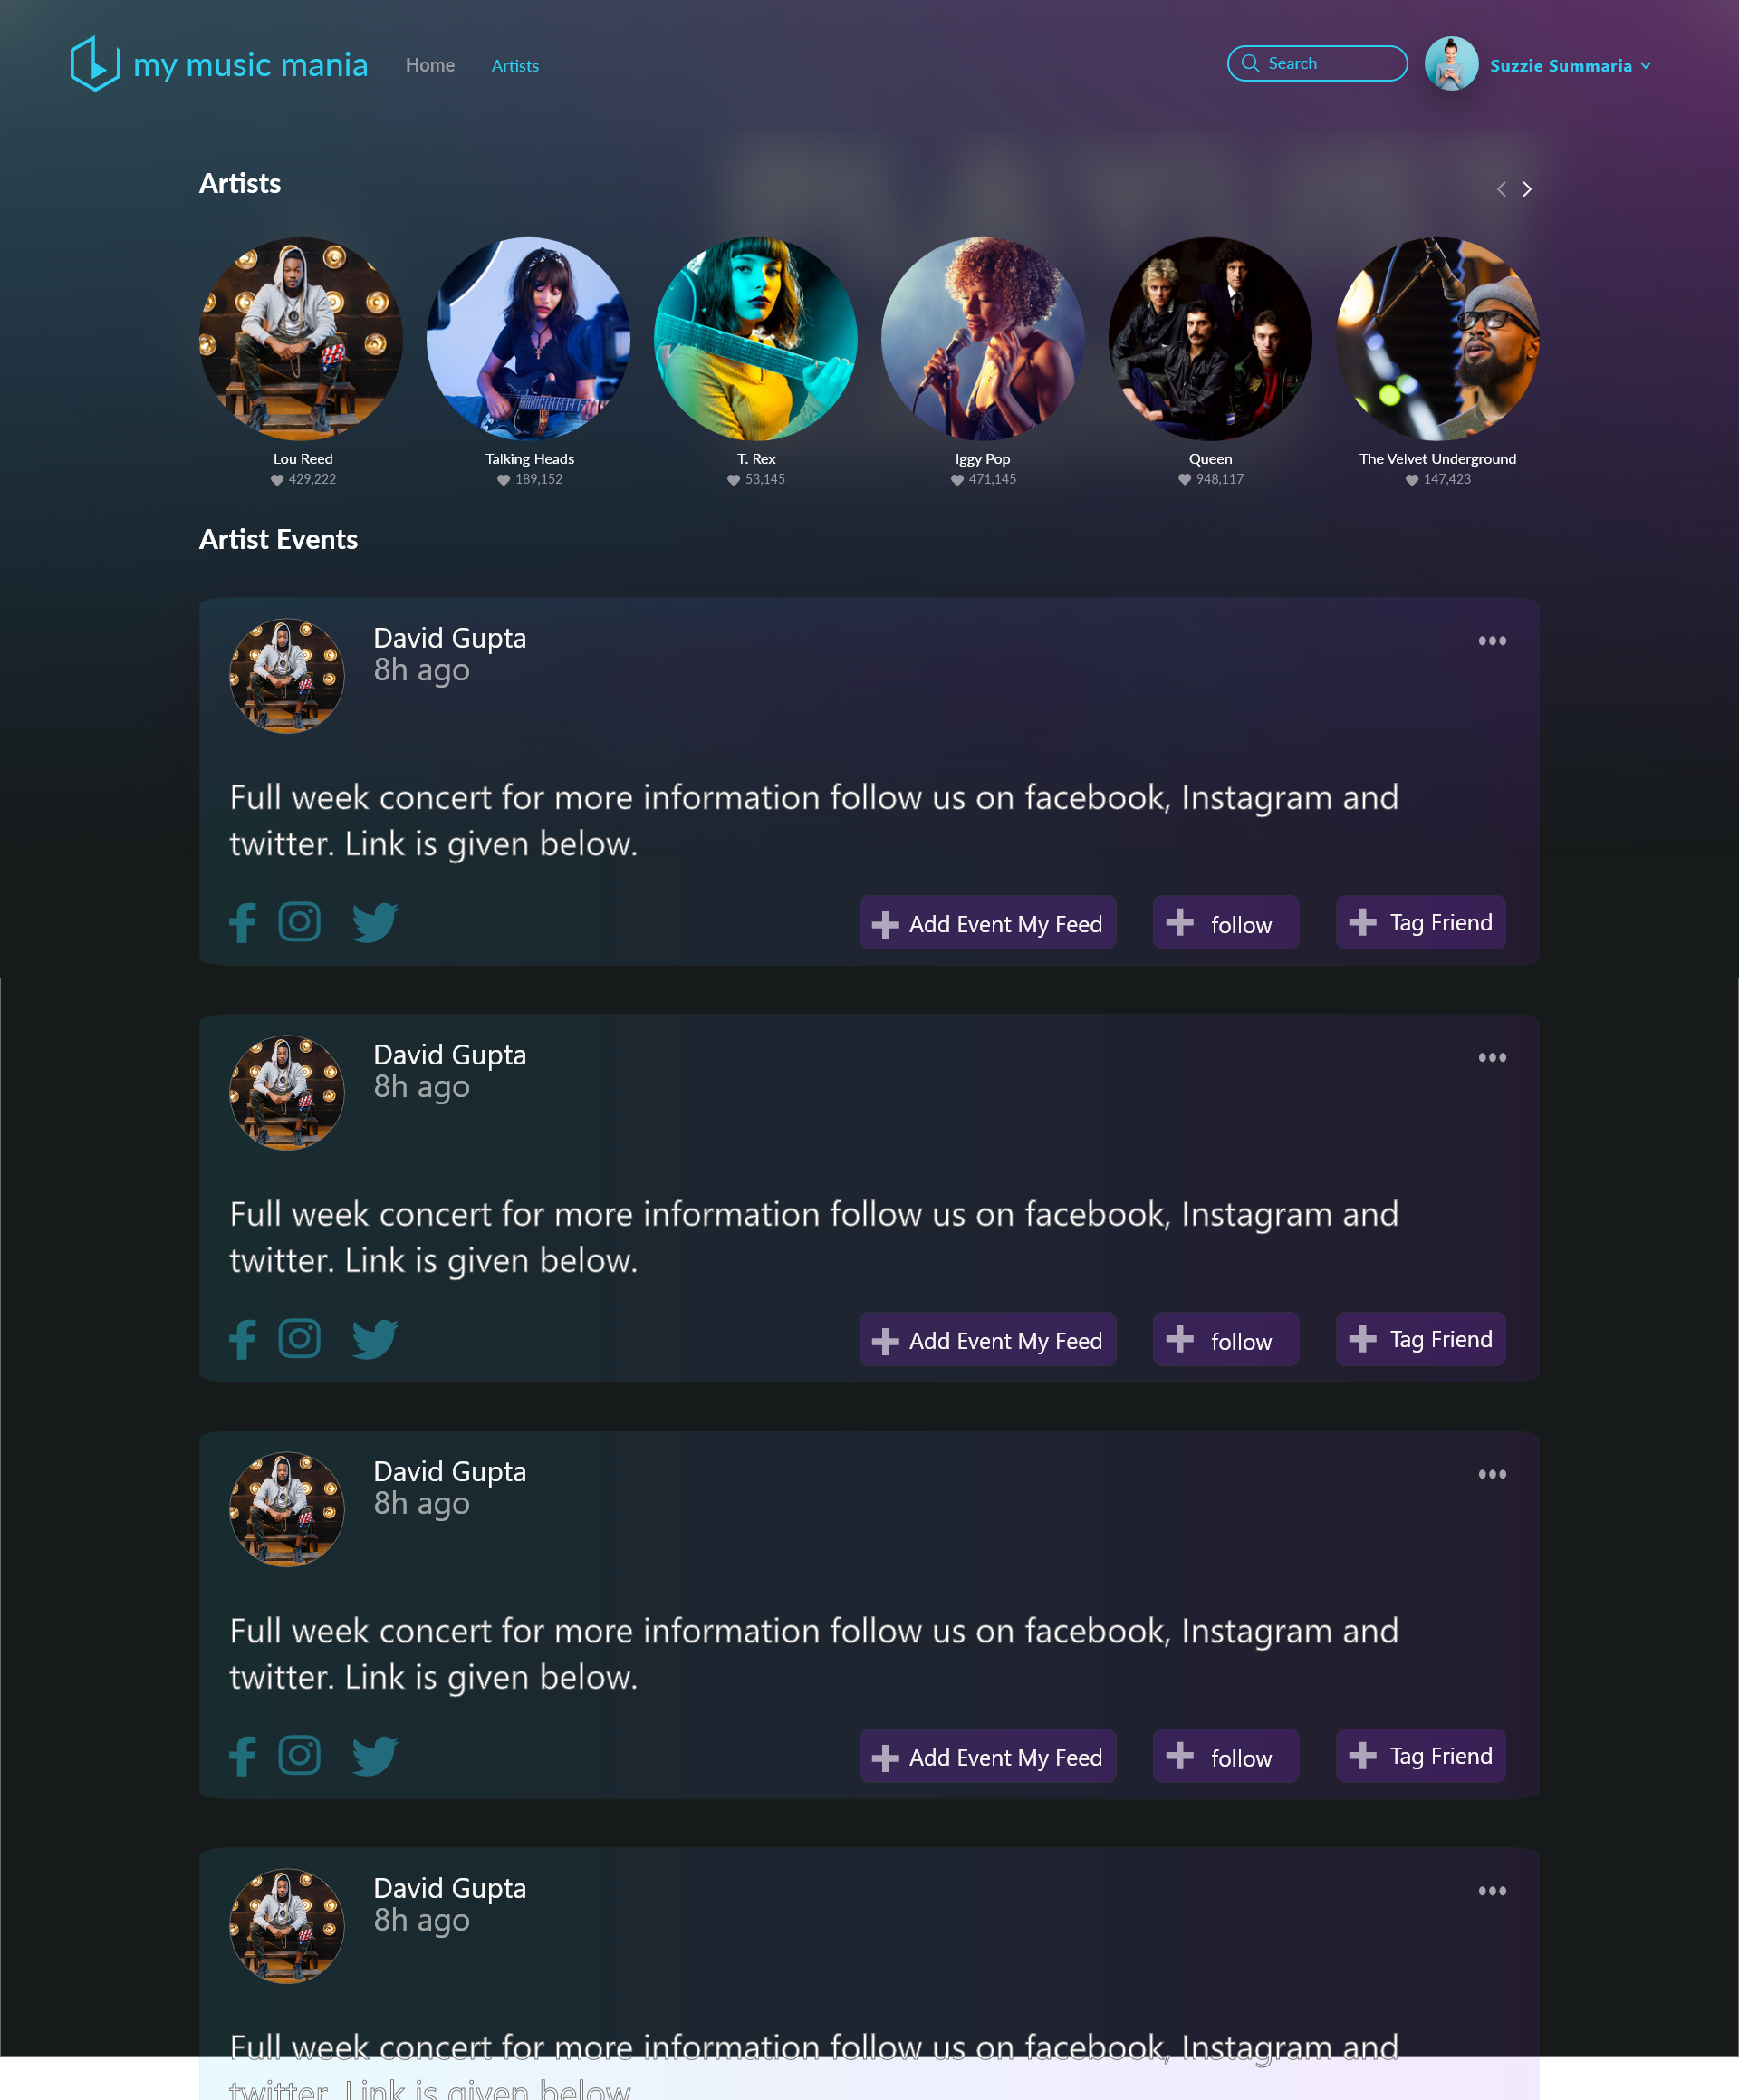 my music mania
Home
Artists
Search
Suzzie Summaria
Artists
Lou Reed
429,222
Talking Heads
189,152
T. Rex
53,145
Iggy Pop
471,145
Queen
948,117
The Velvet Underground
147,423
Artist Events
David Gupta
8h ago
Full week concert for more information follow us on facebook, Instagram and
twitter. Link is given below.
Add Event My Feed
follow
Tag Friend
David Gupta
8h ago
Full week concert for more information follow us on facebook, Instagram and
twitter. Link is given below.
Add Event My Feed
follow
Tag Friend
David Gupta
8h ago
Full week concert for more information follow us on facebook, Instagram and
twitter. Link is given below.
Add Event My Feed
follow
Tag Friend
David Gupta
8h ago
Full week concert for more information follow us on facebook, Instagram and
twitter. Link is given below.